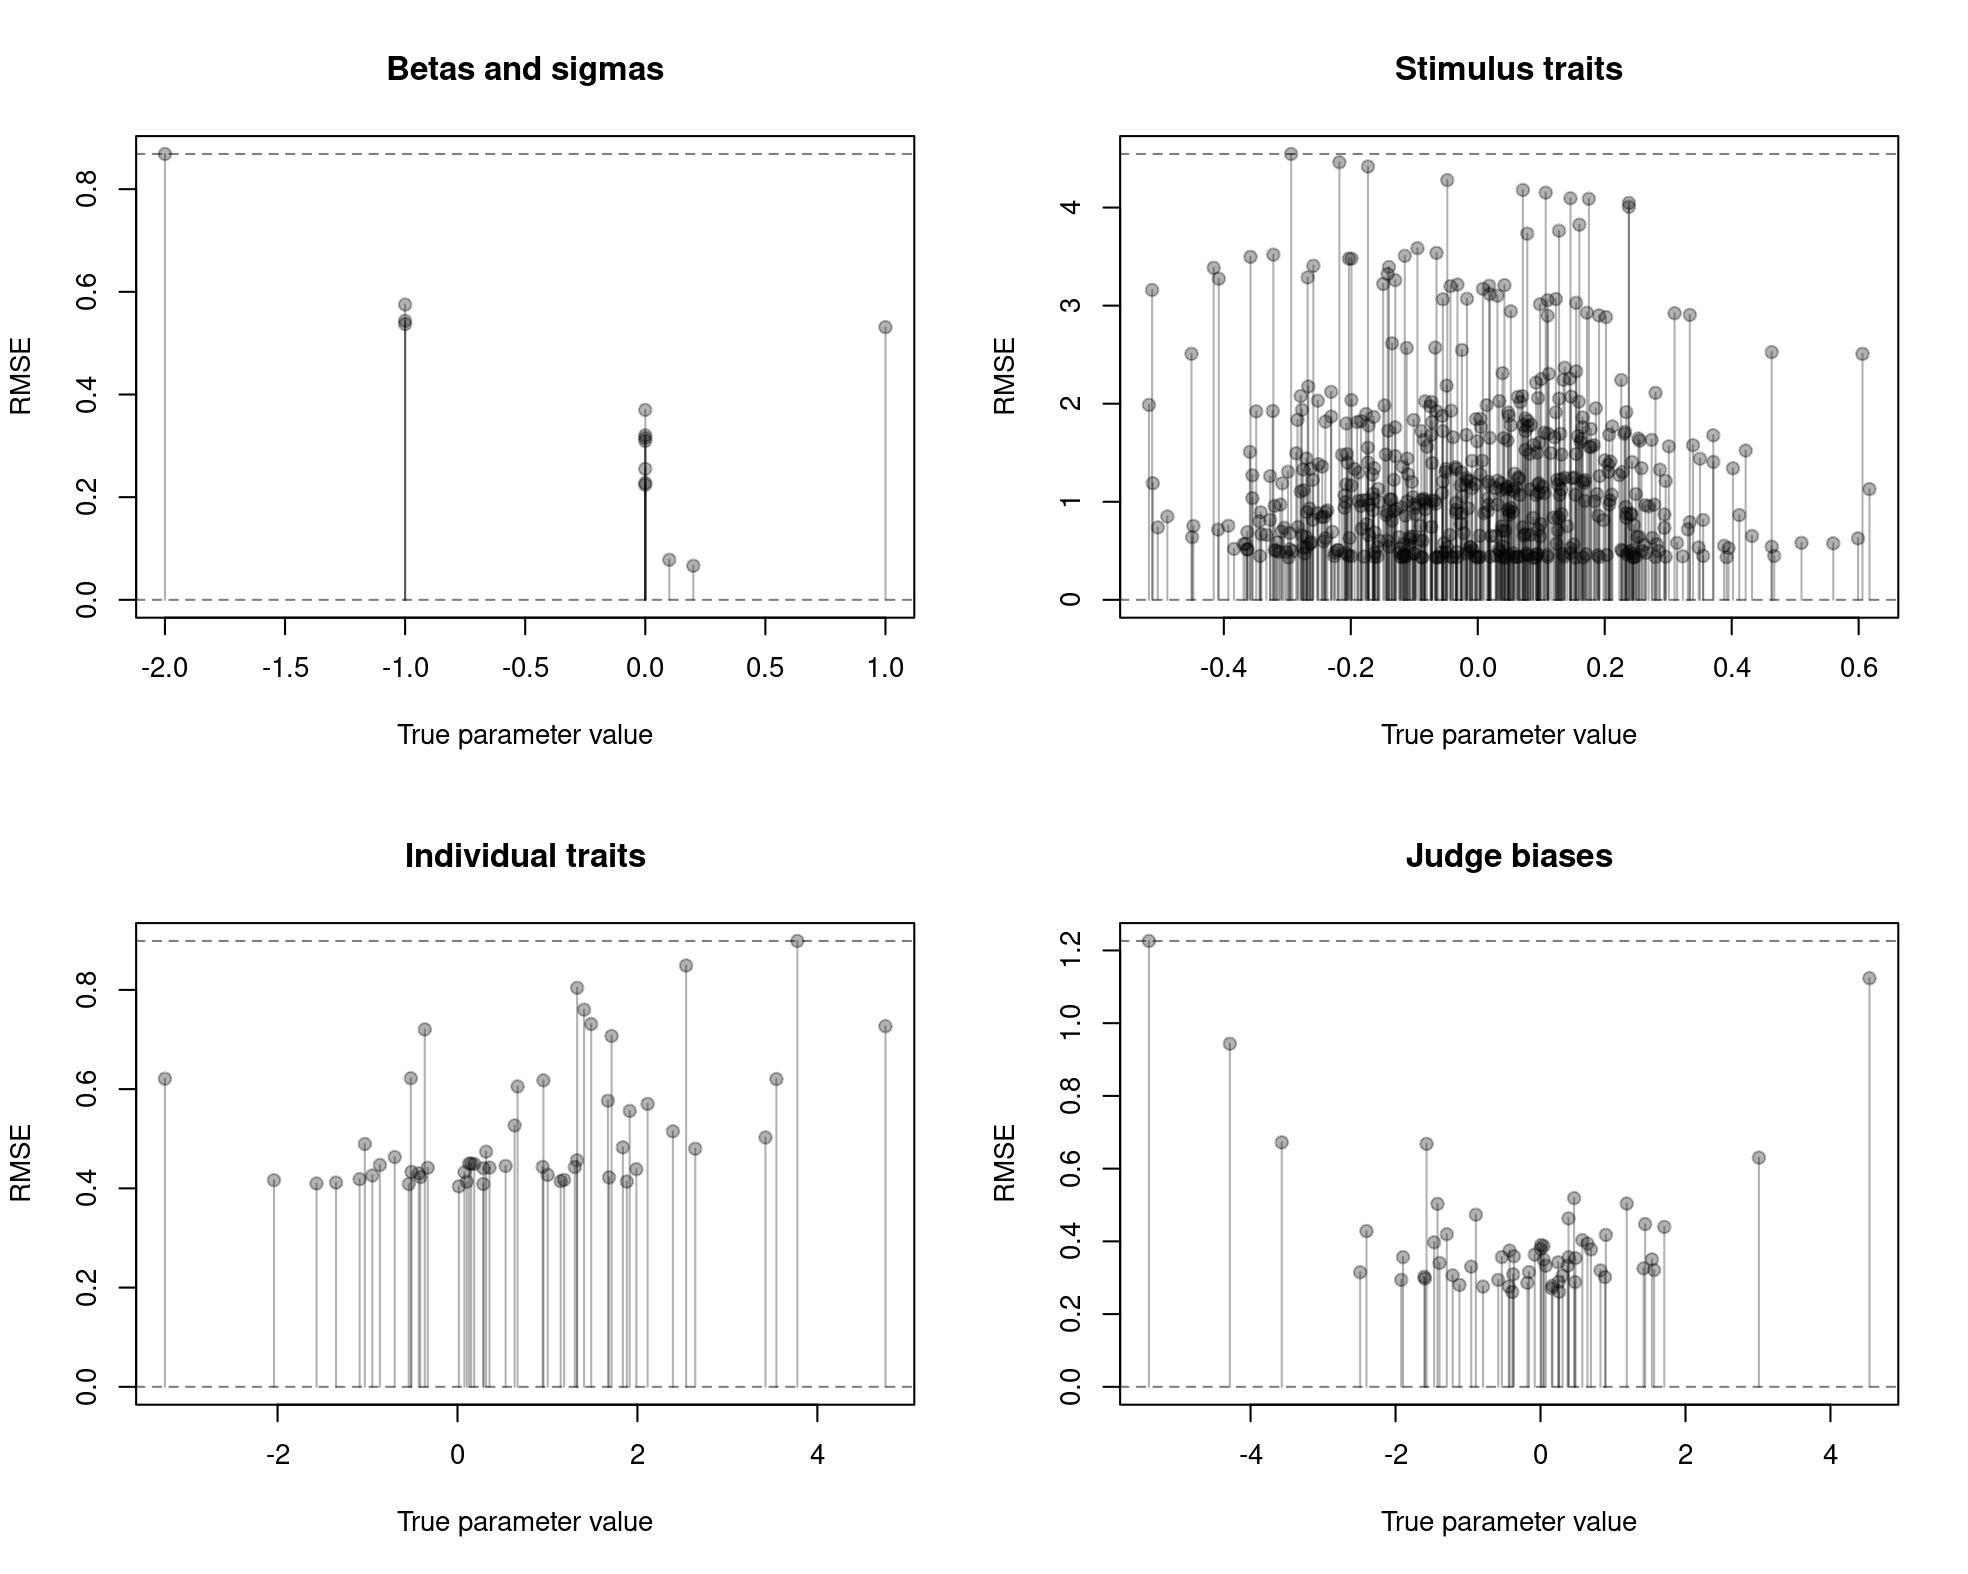 Betas and sigmas
RMSE
0.0 0.2 0.4 0.6 0.8
-2.0 -1.5 -1.0 -0.5 0.0 0.5 1.0
True parameter value
Stimulus traits
RMSE
0 1 2 3 4
-0.4 -0.2 0.0 0.2 0.4 0.6
True parameter value
Individual traits
RMSE
0.0 0.2 0.4 0.6 0.8
-2 0 2 4
True parameter value
Judge biases
RMSE
0.0 0.2 0.4 0.6 0.8 1.0 1.2
-4 -2 0 2 4
True parameter value